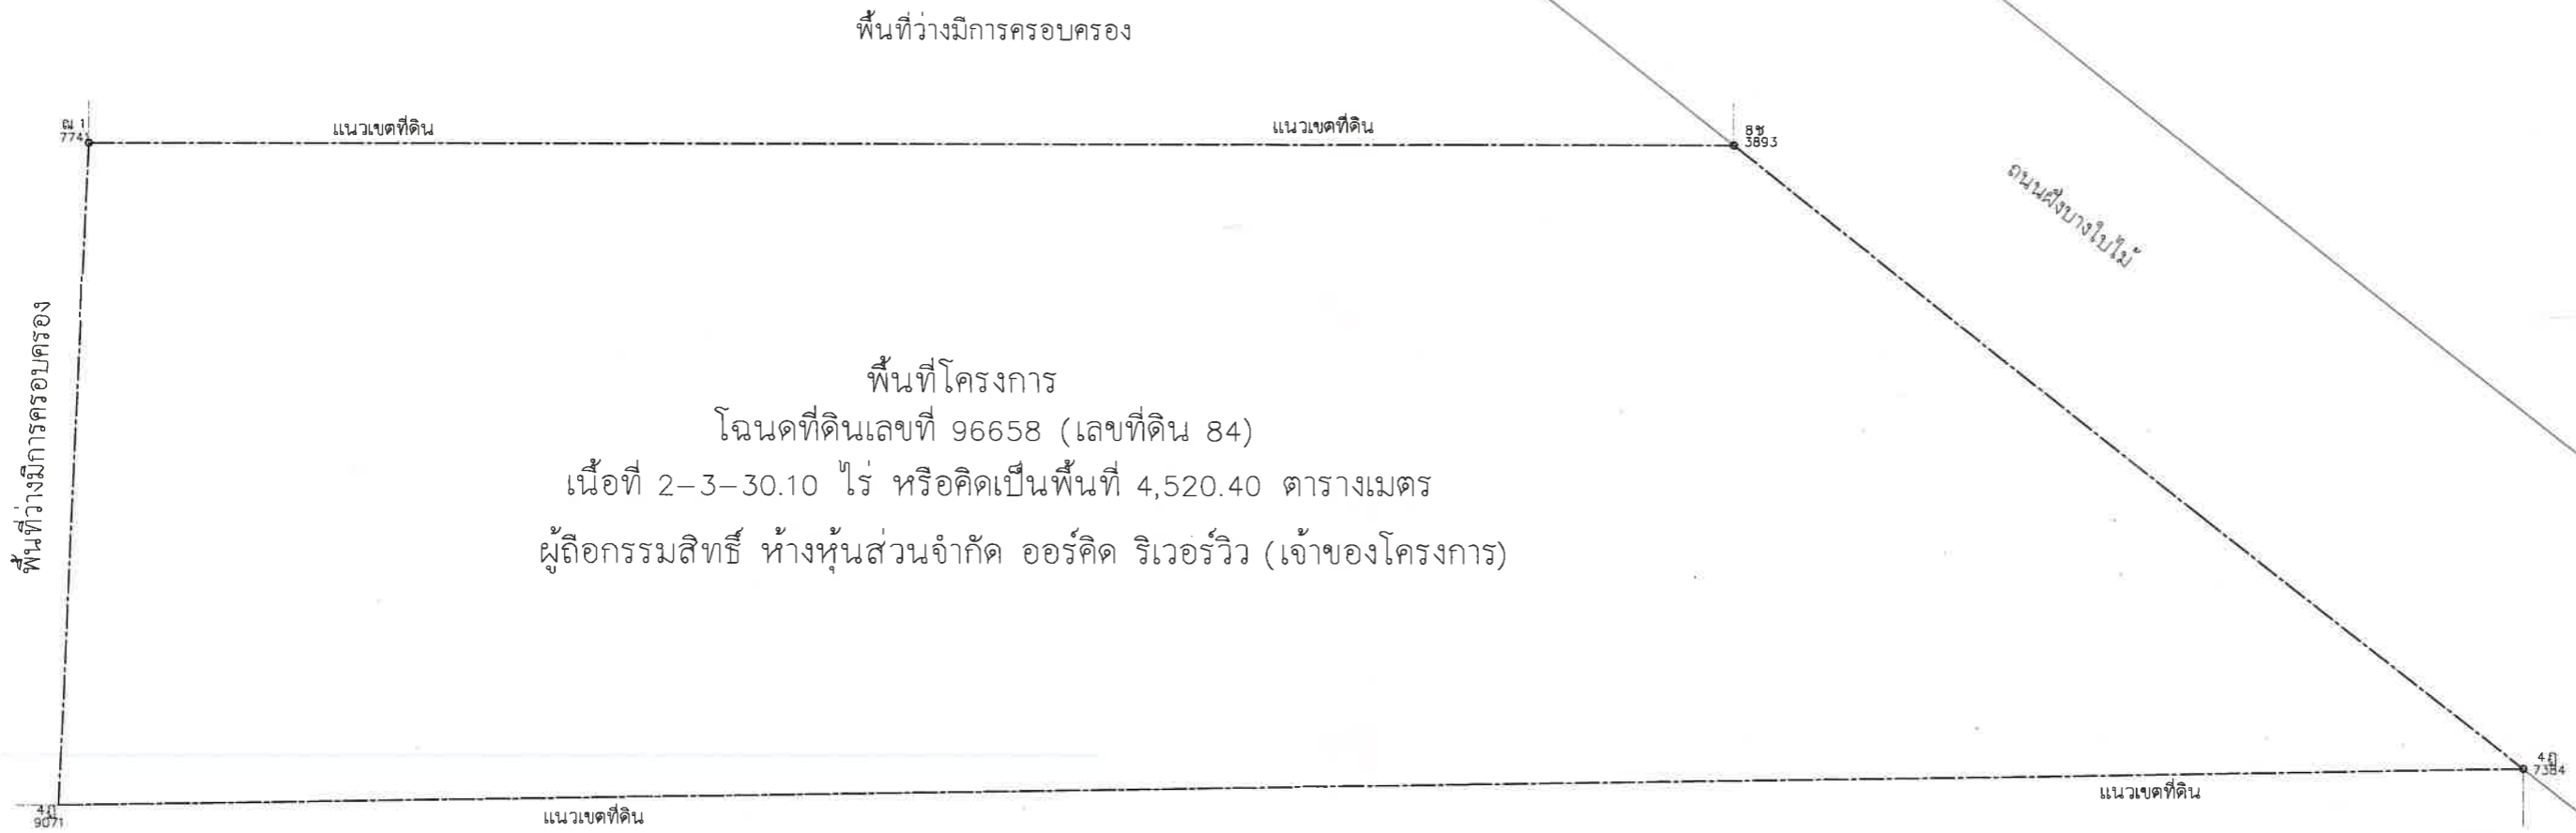 พื้นที่ว่างมีการครอบครอง
ณ 1
7741
แนวเขตที่ดิน
แนวเขตที่ดิน
8ช
3893
ถนนฝั่งบางใบไม้
พื้นที่ว่างมีการครอบครอง
พื้นที่โครงการ
โฉนดที่ดินเลขที่ 96658 (เลขที่ดิน 84)
เนื้อที่ 2-3-30.10 ไร่ หรือคิดเป็นพื้นที่ 4,520.40 ตารางเมตร
ผู้ถือกรรมสิทธิ์ ห้างหุ้นส่วนจำกัด ออร์คิด ริเวอร์วิว (เจ้าของโครงการ)
7384
แนวเขตที่ดิน
9071
แนวเขตที่ดิน